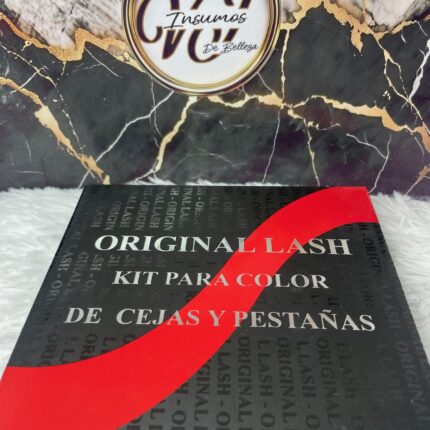 Insumos
De Belleza
ORIGINAL LASH
KIT PARA COLOR
DE CEJAS Y PESTAÑAS